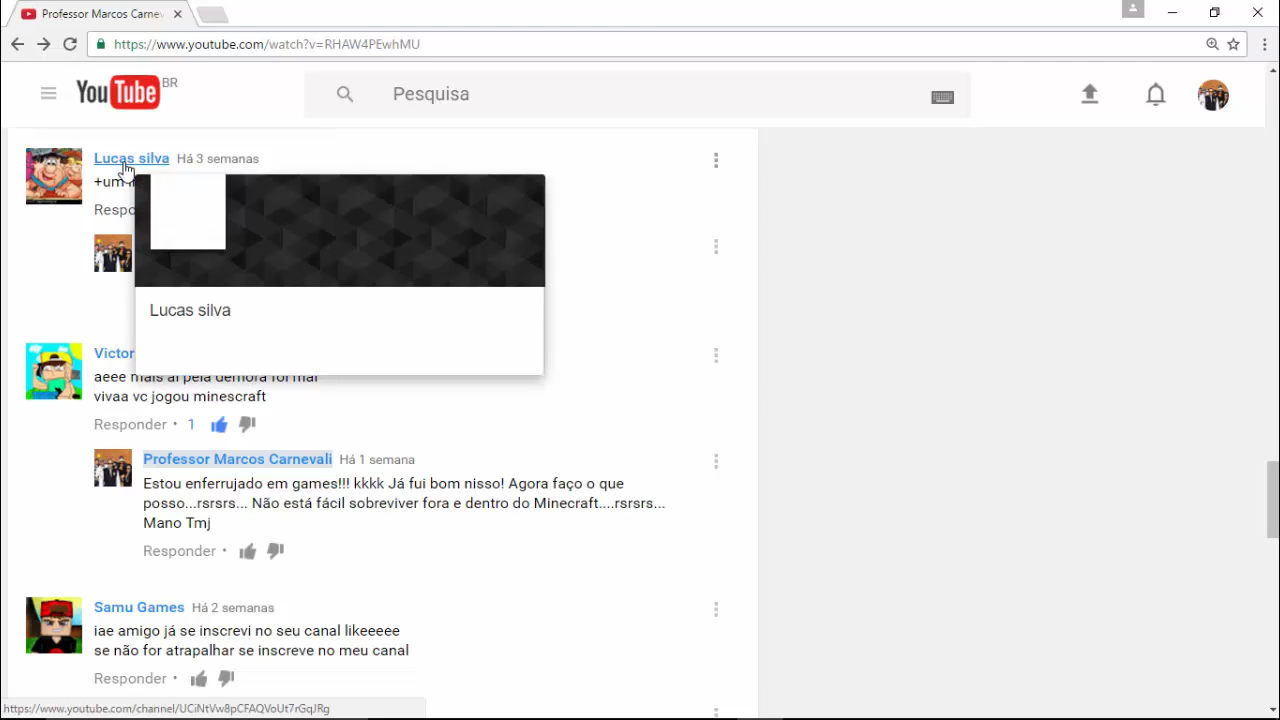 Professor Marcos Carnev
https://www.youtube.com/watch?v=RHAW4PEwhMU
YouTube BR
Pesquisa
Lucas silva Há 3 semanas
Lucas silva
Victor
aeee mais ai pela demora foi mal
vivaa vc jogou minescraft
Responder • 1
Professor Marcos Carnevali Há 1 semana
Estou enferrujado em games!!! kkkk Já fui bom nisso! Agora faço o que
posso...rsrsrs... Não está fácil sobreviver fora e dentro do Minecraft....rsrsrs...
Mano Tmj
Responder •
Samu Games Há 2 semanas
iae amigo já se inscrevi no seu canal likeeeee
se não for atrapalhar se inscreve no meu canal
Responder •
https://www.youtube.com/channel/UCiNtVw8pCFAQVoUt7rGqJRg